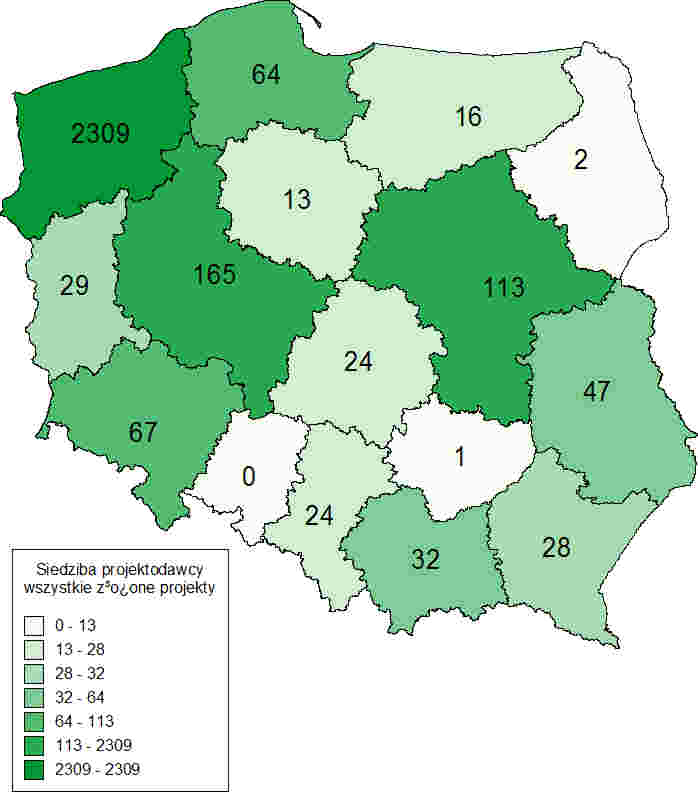 64
2309
16
2
13
165
29
113
24
47
67
0
1
24
32
28
Siedziba projektodawcy
wszystkie z³o¿one projekty
0 - 13
13 - 28
28 - 32
32 - 64
64 - 113
113 - 2309
2309 - 2309